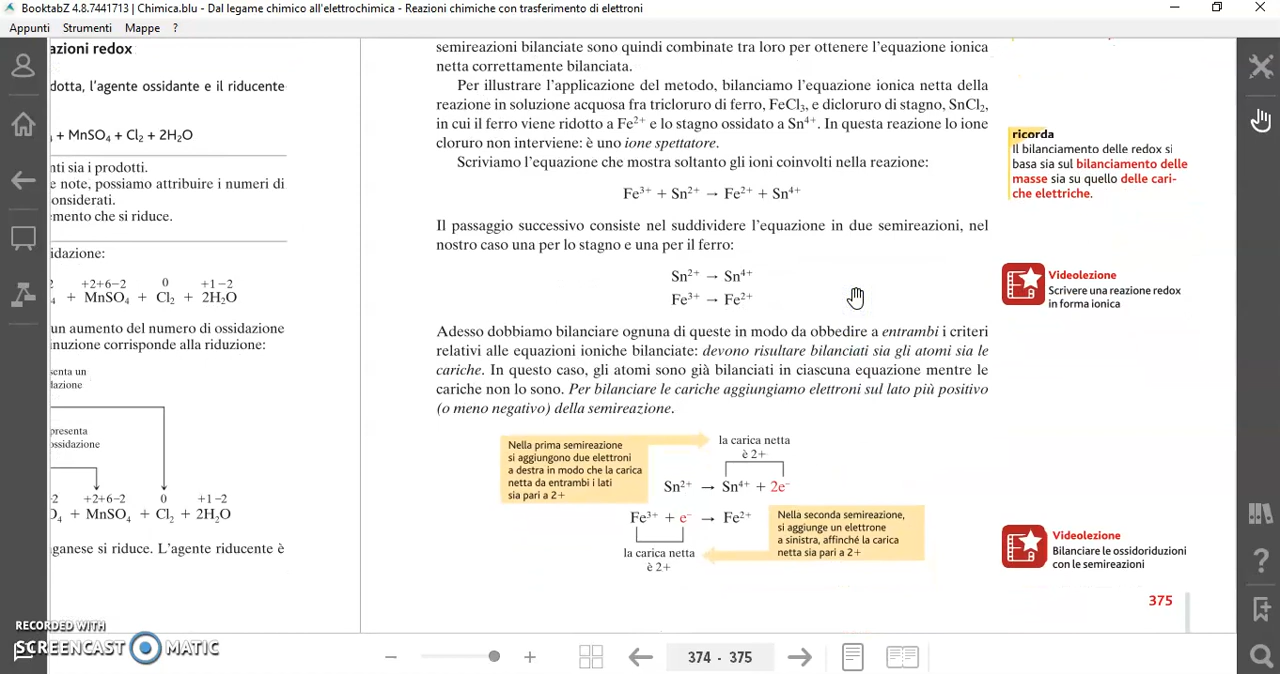 BooktabZ 4.8.7441713 | Chimica.blu - Dal legame chimico all'elettrochimica - Reazioni chimiche con trasferimento di elettroni
Appunti Strumenti Mappe ?
azioni redox
dotta, l'agente ossidante e il riducente
+ MnSO₄ + Cl₂ + 2H₂O
nti sia i prodotti.
e note, possiamo attribuire i numeri di
onsiderati.
emento che si riduce.
idazione:
+2+6−2 0 +1−2
+ MnSO₄ + Cl₂ + 2H₂O
un aumento del numero di ossidazione
inuzione corrisponde alla riduzione:
senta un
dazione
presenta
ossidazione
+2+6−2 0 +1−2
O₄ + MnSO₄ + Cl₂ + 2H₂O
nganese si riduce. L'agente riducente è
semireazioni bilanciate sono quindi combinate tra loro per ottenere l'equazione ionica
netta correttamente bilanciata.
Per illustrare l'applicazione del metodo, bilanciamo l'equazione ionica netta della
reazione in soluzione acquosa fra tricloruro di ferro, FeCl₃, e dicloruro di stagno, SnCl₂,
in cui il ferro viene ridotto a Fe²⁺ e lo stagno ossidato a Sn⁴⁺. In questa reazione lo ione
cloruro non interviene: è uno ione spettatore.
Scriviamo l'equazione che mostra soltanto gli ioni coinvolti nella reazione:
Fe³⁺ + Sn²⁺ → Fe²⁺ + Sn⁴⁺
Il passaggio successivo consiste nel suddividere l'equazione in due semireazioni, nel
nostro caso una per lo stagno e una per il ferro:
Sn²⁺ → Sn⁴⁺
Fe³⁺ → Fe²⁺
Adesso dobbiamo bilanciare ognuna di queste in modo da obbedire a entrambi i criteri
relativi alle equazioni ioniche bilanciate: devono risultare bilanciati sia gli atomi sia le
cariche. In questo caso, gli atomi sono già bilanciati in ciascuna equazione mentre le
cariche non lo sono. Per bilanciare le cariche aggiungiamo elettroni sul lato più positivo
(o meno negativo) della semireazione.
Nella prima semireazione
si aggiungono due elettroni
a destra in modo che la carica
netta da entrambi i lati
sia pari a 2+
la carica netta
è 2+
Sn²⁺ → Sn⁴⁺ + 2e⁻
Fe³⁺ + e⁻ → Fe²⁺
la carica netta
è 2+
Nella seconda semireazione,
si aggiunge un elettrone
a sinistra, affinché la carica
netta sia pari a 2+
ricorda
Il bilanciamento delle redox si
basa sia sul bilanciamento delle
masse sia su quello delle cari-
che elettriche.
Videolezione
Scrivere una reazione redox
in forma ionica
Videolezione
Bilanciare le ossidoriduzioni
con le semireazioni
375
RECORDED WITH
SCREENCAST MATIC
374 - 375